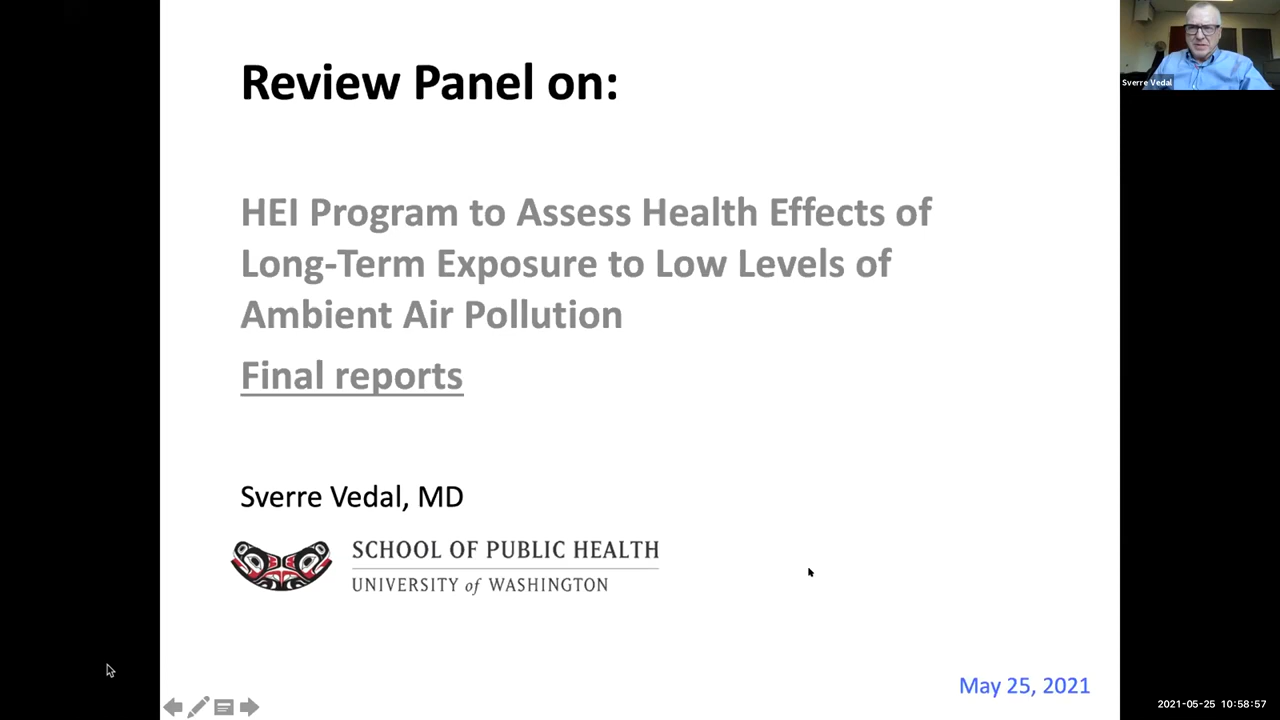 Review Panel on:
HEI Program to Assess Health Effects of
Long-Term Exposure to Low Levels of
Ambient Air Pollution
Final reports
Sverre Vedal, MD
SCHOOL OF PUBLIC HEALTH
UNIVERSITY of WASHINGTON
May 25, 2021
Sverre Vedal
2021-05-25 10:58:57